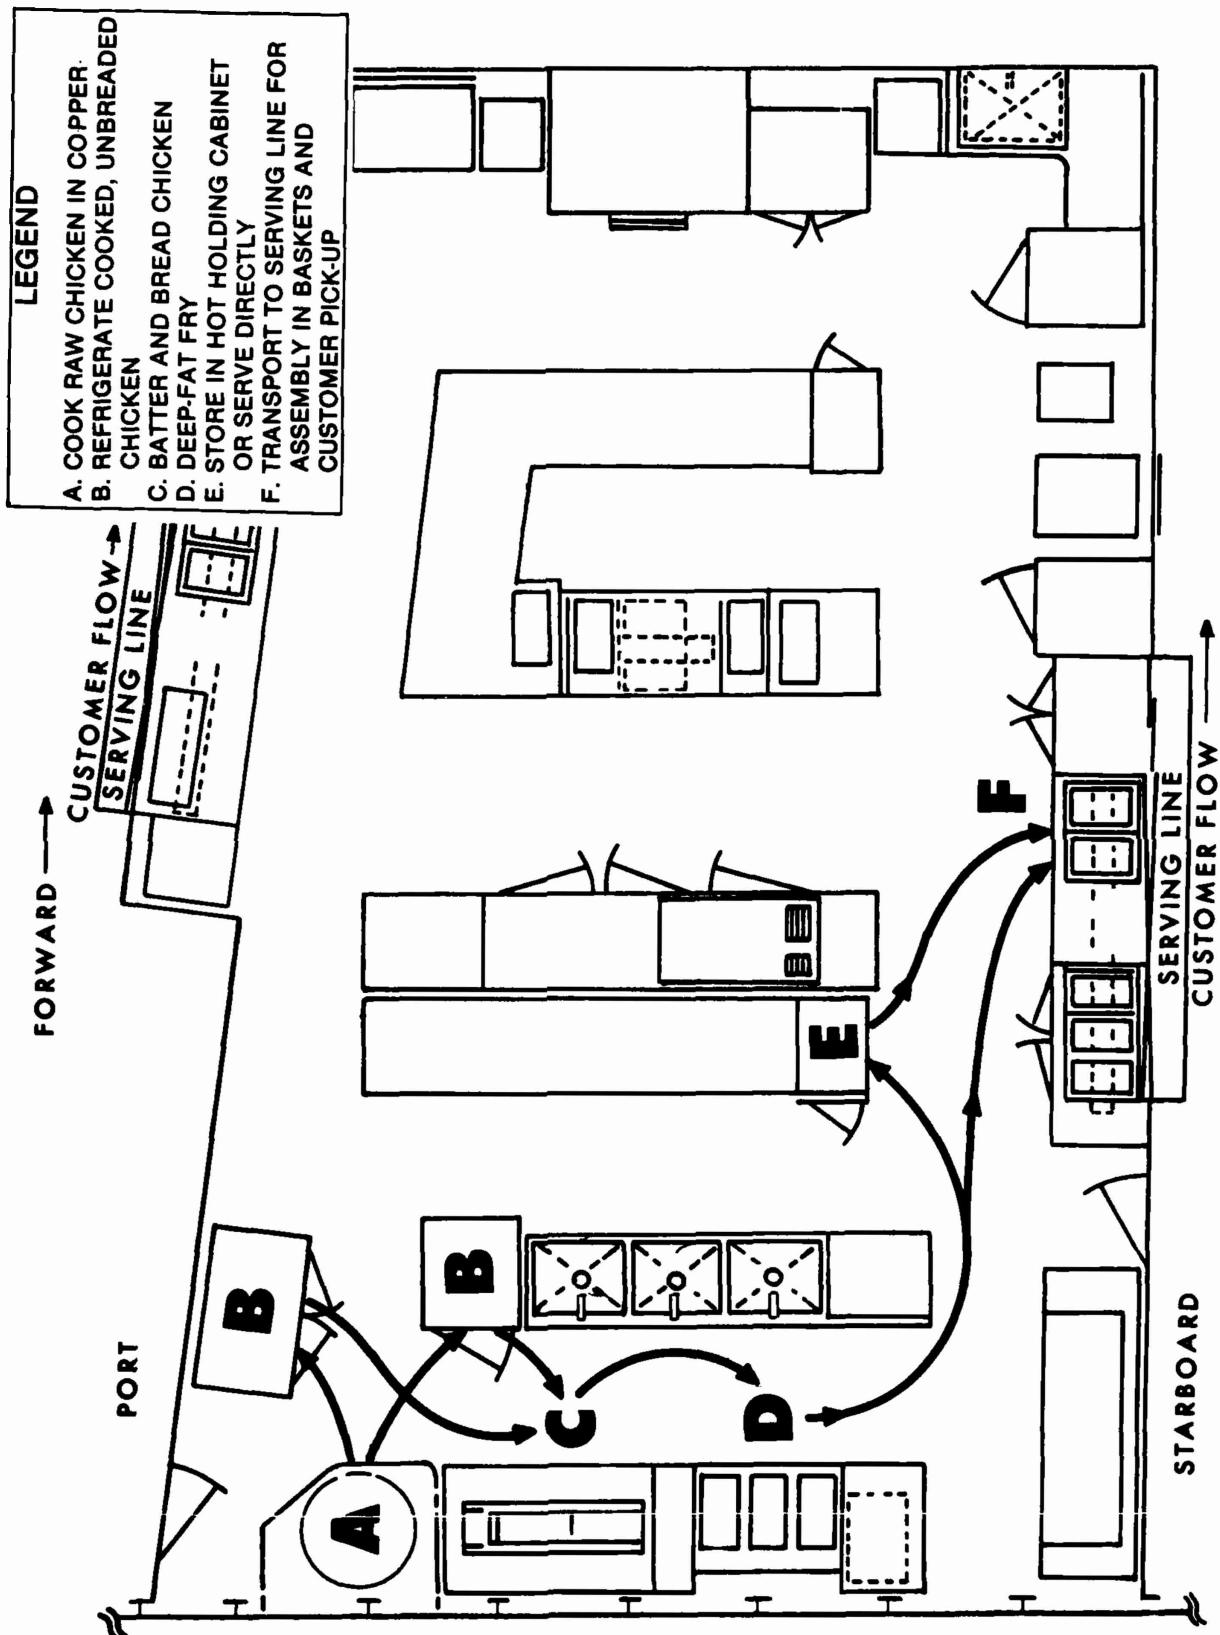 LEGEND
A. COOK RAW CHICKEN IN COPPER.
B. REFRIGERATE COOKED, UNBREADED
CHICKEN
C. BATTER AND BREAD CHICKEN
D. DEEP-FAT FRY
E. STORE IN HOT HOLDING CABINET
OR SERVE DIRECTLY
F. TRANSPORT TO SERVING LINE FOR
ASSEMBLY IN BASKETS AND
CUSTOMER PICK-UP
FORWARD
CUSTOMER FLOW
SERVING LINE
PORT
B
B
A
C
D
E
F
SERVING LINE
CUSTOMER FLOW
STARBOARD